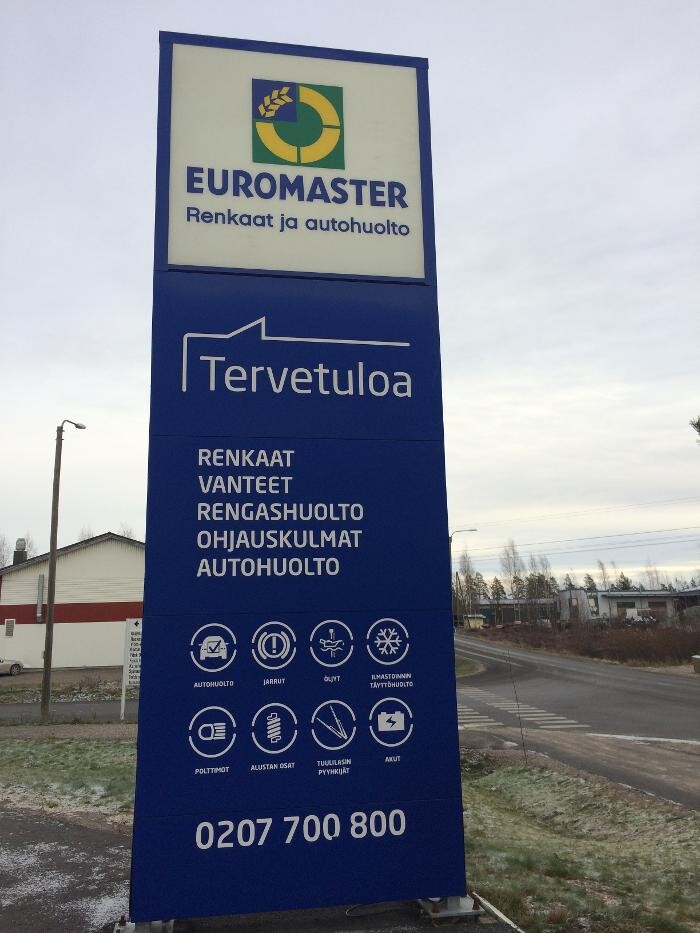 EUROMASTER
Renkaat ja autohuolto
Tervetuloa
RENKAAT
VANTEET
RENGASHUOLTO
OHJAUSKULMAT
AUTOHUOLTO
AUTOHUOLTO
JARRUT
ÖLJYT
ILMASTOINNIN
TÄYTTÖHUOLTO
POLTTIMOT
ALUSTAN OSAT
TUULILASIN
PYYHKIJÄT
AKUT
0207 700 800